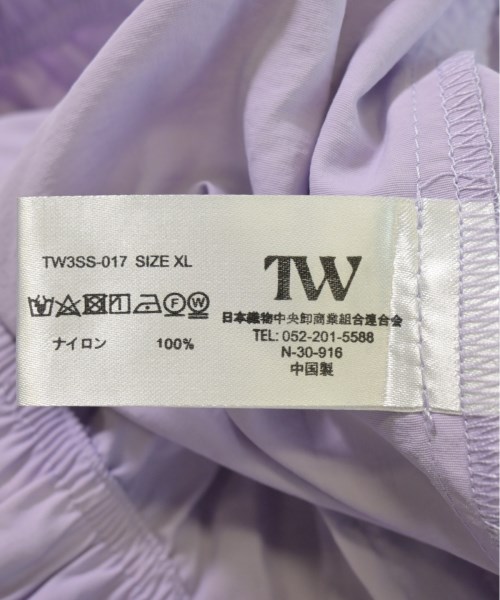 TW3SS-017 SIZE XL
TW
日本織物中央卸商業組合連合会
TEL: 052-201-5588
N-30-916
中国製
ナイロン 100%